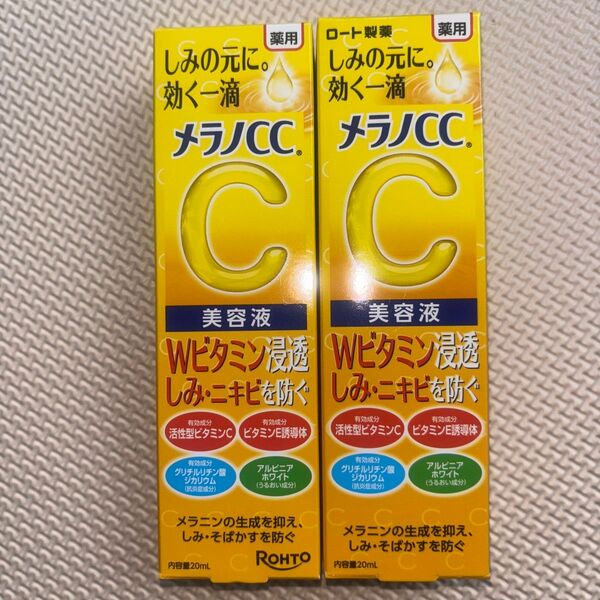 薬用
しみの元に。
効く一滴
メラノCC®
C
美容液
Wビタミン浸透
しみ・ニキビを防ぐ
有効成分
活性型ビタミンC
有効成分
ビタミンE誘導体
有効成分
グリチルリチン酸
ジカリウム
(抗炎症成分)
アルピニア
ホワイト
(うるおい成分)
メラニンの生成を抑え、
しみ・そばかすを防ぐ
内容量20mL
ROHTO
ロート製薬
薬用
しみの元に。
効く一滴
メラノCC®
C
美容液
Wビタミン浸透
しみ・ニキビを防ぐ
有効成分
活性型ビタミンC
有効成分
ビタミンE誘導体
有効成分
グリチルリチン酸
ジカリウム
(抗炎症成分)
アルピニア
ホワイト
(うるおい成分)
メラニンの生成を抑え、
しみ・そばかすを防ぐ
内容量20mL